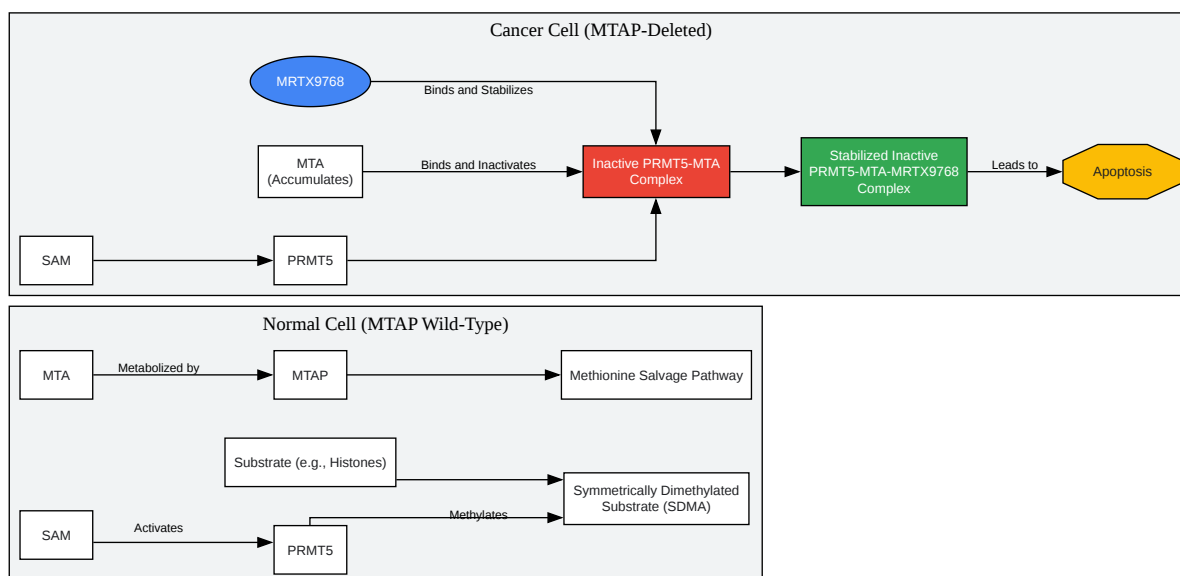 Cancer Cell (MTAP-Deleted)
MRTX9768
Binds and Stabilizes
MTA
(Accumulates)
Binds and Inactivates
Inactive PRMT5-MTA
Complex
Stabilized Inactive
PRMT5-MTA-MRTX9768
Complex
Leads to
Apoptosis
SAM
PRMT5
Normal Cell (MTAP Wild-Type)
MTA
Metabolized by
MTAP
Methionine Salvage Pathway
Substrate (e.g., Histones)
Symmetrically Dimethylated
Substrate (SDMA)
SAM
Activates
PRMT5
Methylates